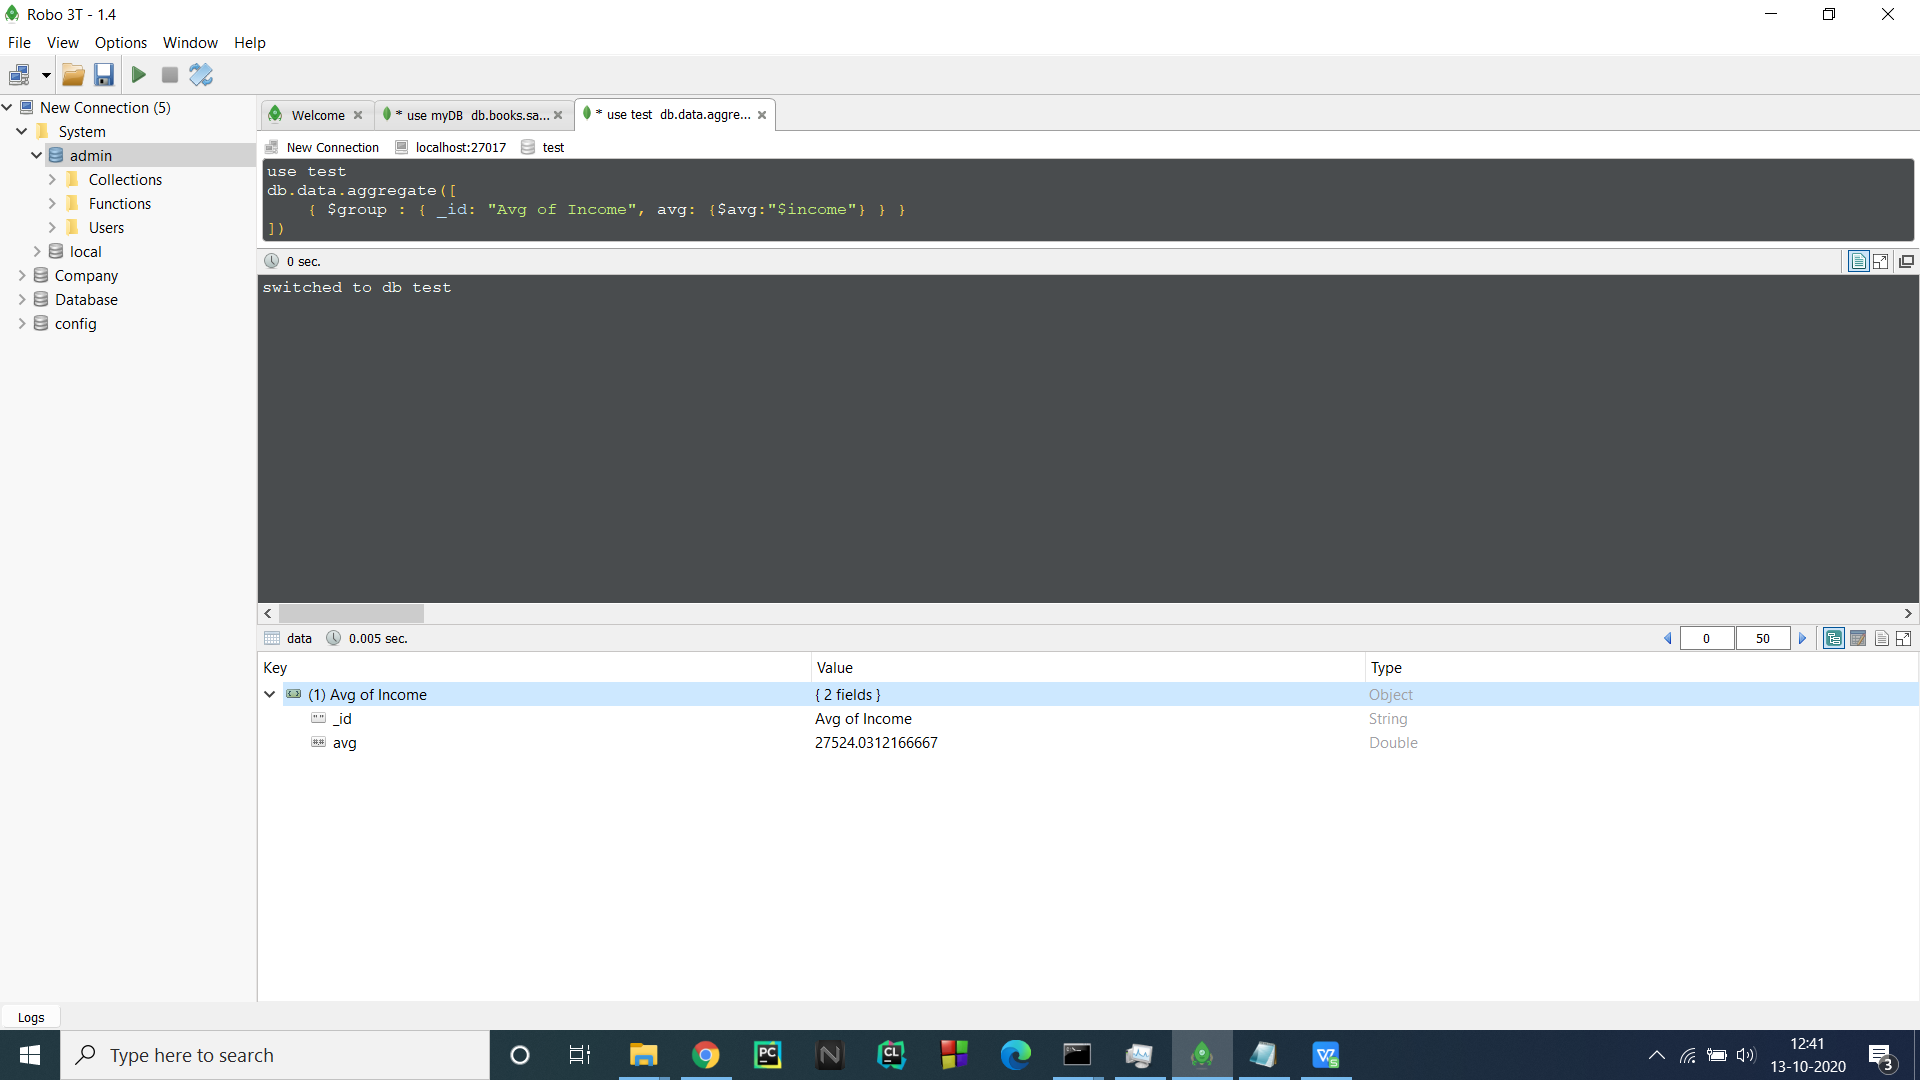 Robo 3T - 1.4
File View Options Window Help
New Connection (5)
System
admin
Collections
Functions
Users
local
Company
Database
config
Welcome
* use myDB db.books.sa...
* use test db.data.aggre...
New Connection localhost:27017 test
use test
db.data.aggregate([
{ $group : { _id: "Avg of Income", avg: {$avg:"$income"} } }
])
0 sec.
switched to db test
data 0.005 sec.
0 50
Key Value Type
(1) Avg of Income { 2 fields } Object
_id Avg of Income String
avg 27524.0312166667 Double
Logs
Type here to search
PC
N
CL
12:41
13-10-2020
3